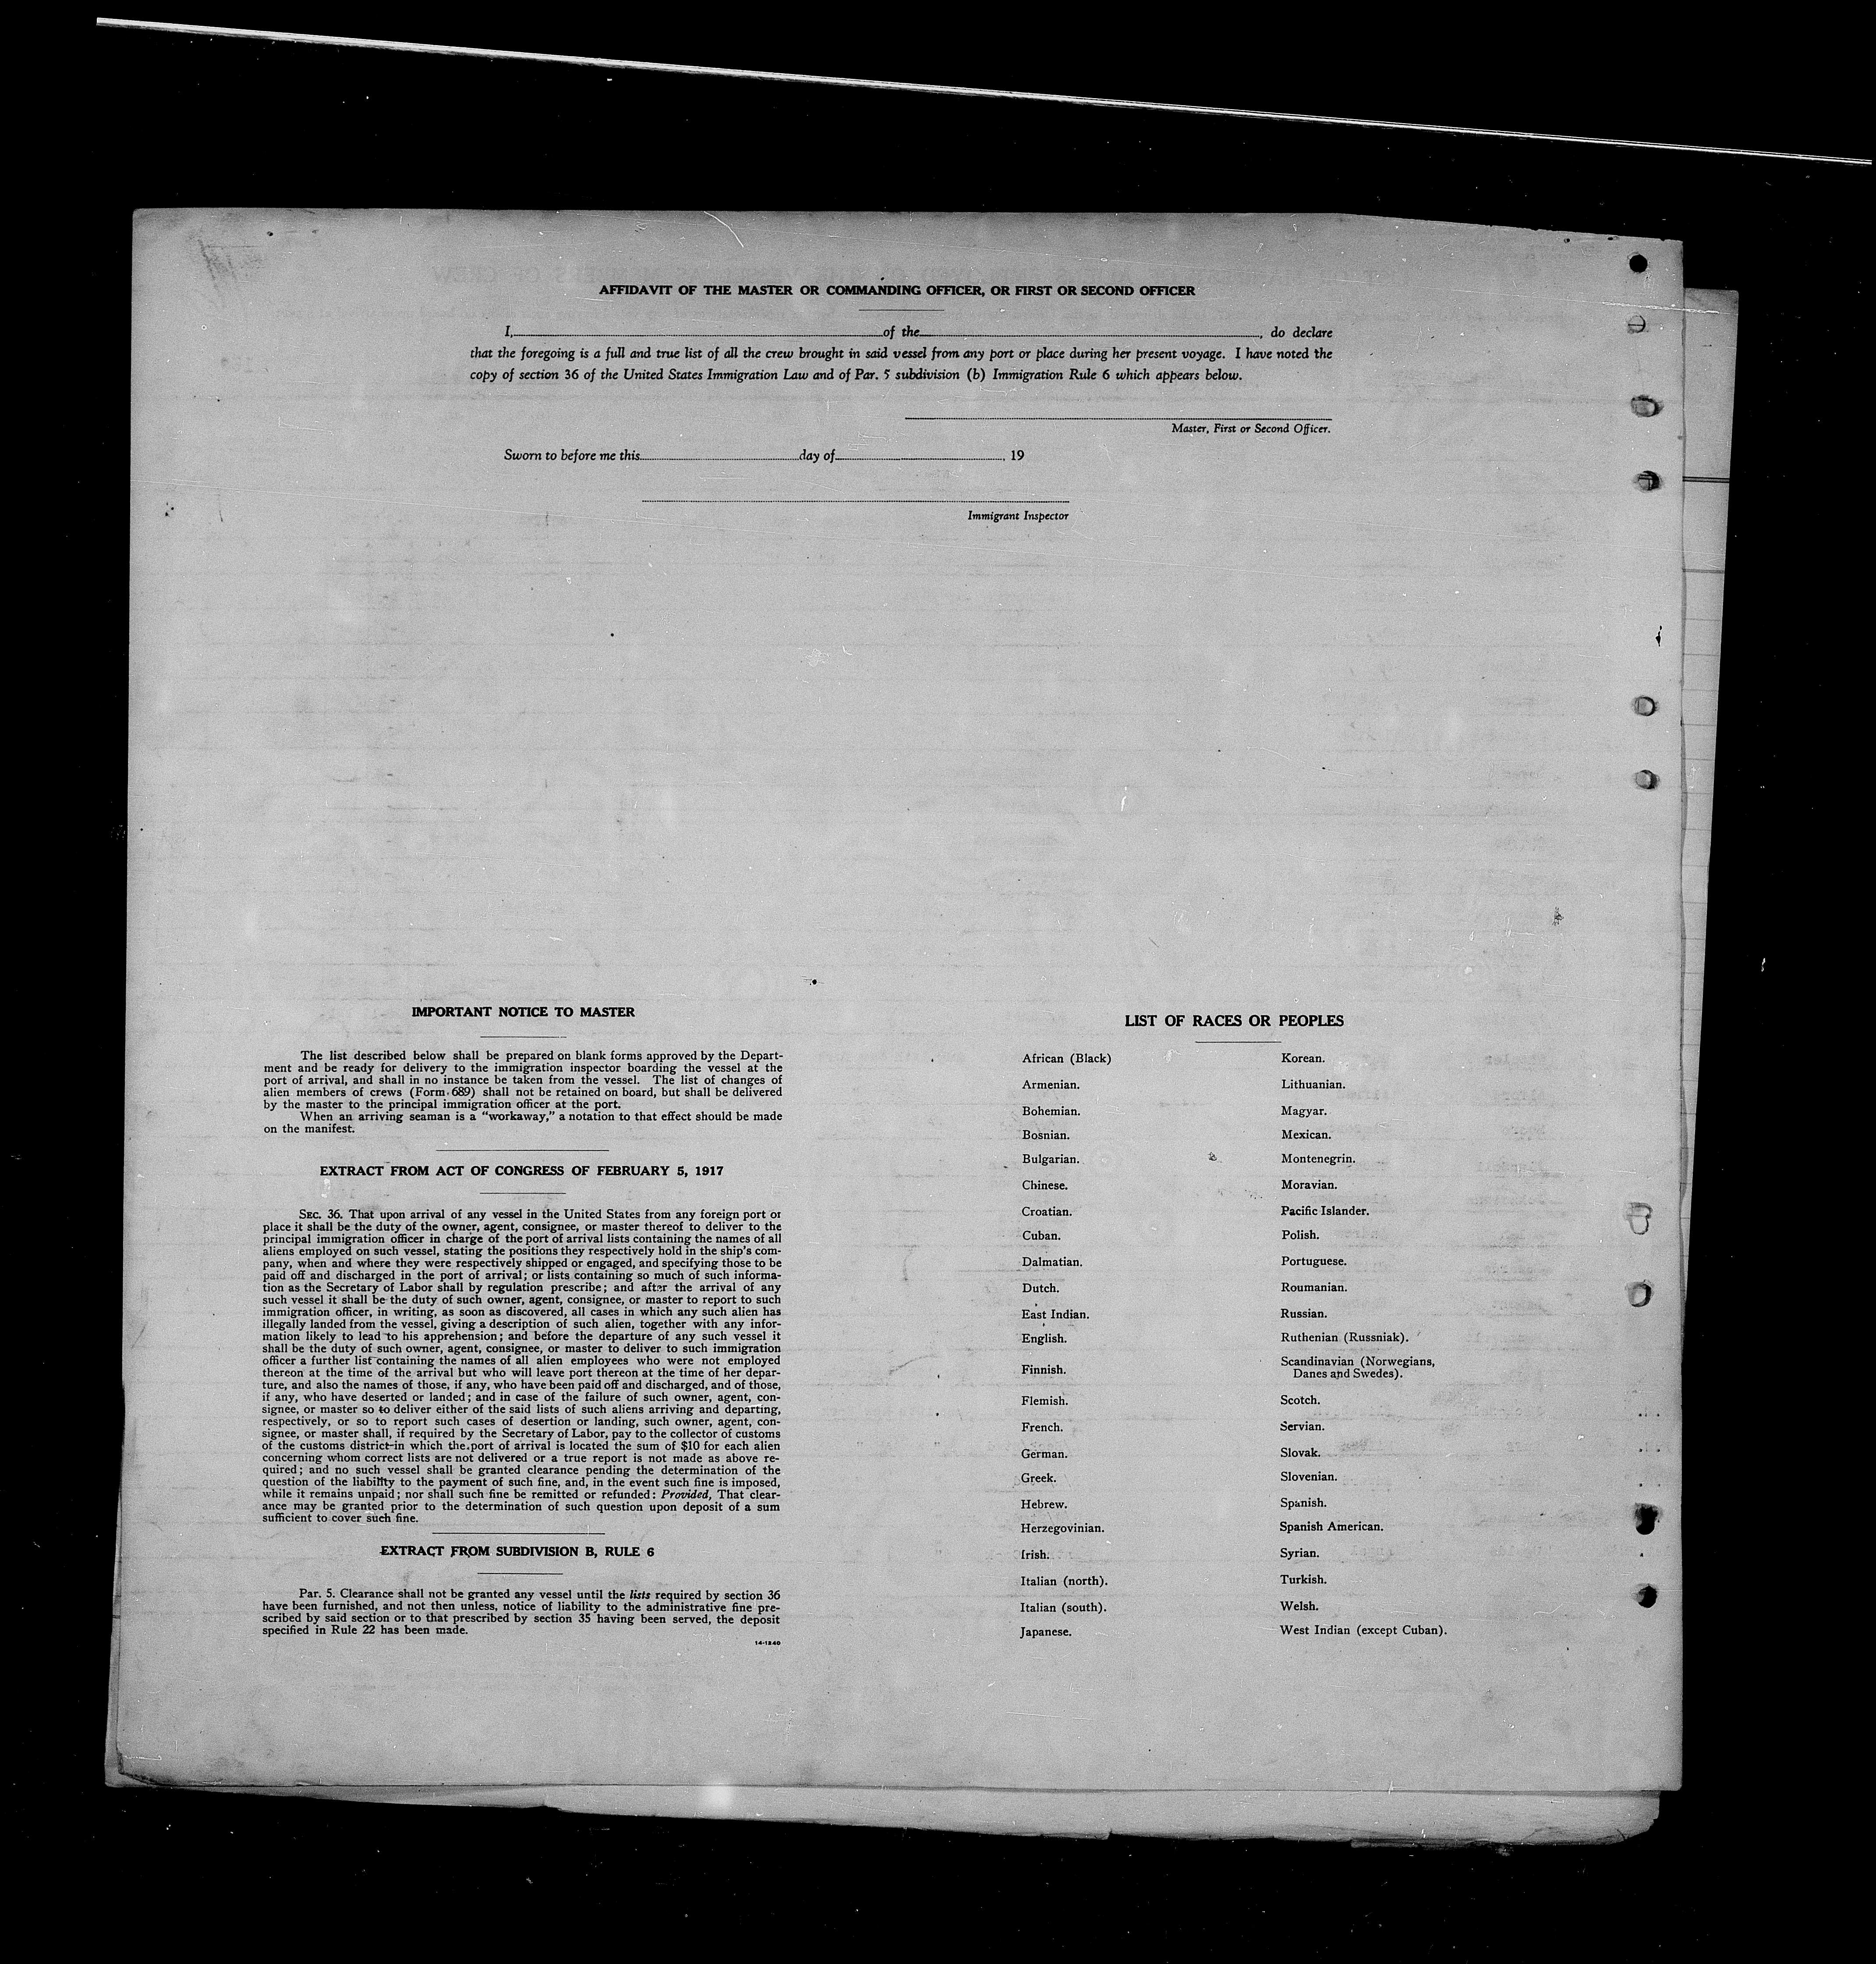 AFFIDAVIT OF THE MASTER OR COMMANDING OFFICER, OR FIRST OR SECOND OFFICER
I, of the , do declare
that the foregoing is a full and true list of all the crew brought in said vessel from any port or place during her present voyage. I have noted the
copy of section 36 of the United States Immigration Law and of Par. 5 subdivision (b) Immigration Rule 6 which appears below.
Master, First or Second Officer.
Sworn to before me this day of , 19
Immigrant Inspector
IMPORTANT NOTICE TO MASTER
The list described below shall be prepared on blank forms approved by the Depart-
ment and be ready for delivery to the immigration inspector boarding the vessel at the
port of arrival, and shall in no instance be taken from the vessel. The list of changes of
alien members of crews (Form 689) shall not be retained on board, but shall be delivered
by the master to the principal immigration officer at the port.
When an arriving seaman is a "workaway," a notation to that effect should be made
on the manifest.
EXTRACT FROM ACT OF CONGRESS OF FEBRUARY 5, 1917
SEC. 36. That upon arrival of any vessel in the United States from any foreign port or
place it shall be the duty of the owner, agent, consignee, or master thereof to deliver to the
principal immigration officer in charge of the port of arrival lists containing the names of all
aliens employed on such vessel, stating the positions they respectively hold in the ship's com-
pany, when and where they were respectively shipped or engaged, and specifying those to be
paid off and discharged in the port of arrival; or lists containing so much of such informa-
tion as the Secretary of Labor shall by regulation prescribe; and after the arrival of any
such vessel it shall be the duty of such owner, agent, consignee, or master to report to such
immigration officer, in writing, as soon as discovered, all cases in which any such alien has
illegally landed from the vessel, giving a description of such alien, together with any infor-
mation likely to lead to his apprehension; and before the departure of any such vessel it
shall be the duty of such owner, agent, consignee, or master to deliver to such immigration
officer a further list containing the names of all alien employees who were not employed
thereon at the time of the arrival but who will leave port thereon at the time of her depar-
ture, and also the names of those, if any, who have been paid off and discharged, and of those,
if any, who have deserted or landed; and in case of the failure of such owner, agent, con-
signee, or master so to deliver either of the said lists of such aliens arriving and departing,
respectively, or so to report such cases of desertion or landing, such owner, agent, con-
signee, or master shall, if required by the Secretary of Labor, pay to the collector of customs
of the customs district in which the port of arrival is located the sum of $10 for each alien
concerning whom correct lists are not delivered or a true report is not made as above re-
quired; and no such vessel shall be granted clearance pending the determination of the
question of the liability to the payment of such fine, and, in the event such fine is imposed,
while it remains unpaid; nor shall such fine be remitted or refunded: Provided, That clear-
ance may be granted prior to the determination of such question upon deposit of a sum
sufficient to cover such fine.
EXTRACT FROM SUBDIVISION B, RULE 6
Par. 5. Clearance shall not be granted any vessel until the lists required by section 36
have been furnished, and not then unless, notice of liability to the administrative fine pre-
scribed by said section or to that prescribed by section 35 having been served, the deposit
specified in Rule 22 has been made.
14-1240
LIST OF RACES OR PEOPLES
African (Black)
Armenian.
Bohemian.
Bosnian.
Bulgarian.
Chinese.
Croatian.
Cuban.
Dalmatian.
Dutch.
East Indian.
English.
Finnish.
Flemish.
French.
German.
Greek.
Hebrew.
Herzegovinian.
Irish.
Italian (north).
Italian (south).
Japanese.
Korean.
Lithuanian.
Magyar.
Mexican.
Montenegrin.
Moravian.
Pacific Islander.
Polish.
Portuguese.
Roumanian.
Russian.
Ruthenian (Russniak).
Scandinavian (Norwegians,
Danes and Swedes).
Scotch.
Servian.
Slovak.
Slovenian.
Spanish.
Spanish American.
Syrian.
Turkish.
Welsh.
West Indian (except Cuban).